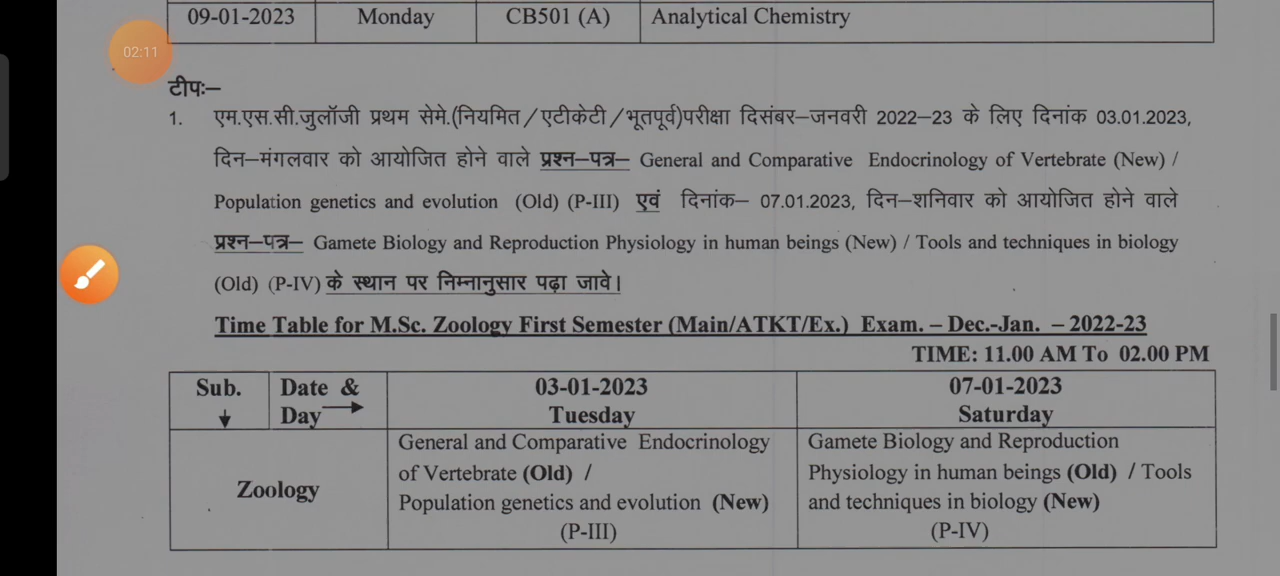 09-01-2023 Monday CB501 (A) Analytical Chemistry
02:11
टीपः—
1. एम.एस.सी.जुलॉजी प्रथम सेमे.(नियमित/एटीकेटी/भूतपूर्व)परीक्षा दिसंबर—जनवरी 2022—23 के लिए दिनांक 03.01.2023,
दिन—मंगलवार को आयोजित होने वाले प्रश्न—पत्र— General and Comparative Endocrinology of Vertebrate (New) /
Population genetics and evolution (Old) (P-III) एवं दिनांक— 07.01.2023, दिन—शनिवार को आयोजित होने वाले
प्रश्न—पत्र— Gamete Biology and Reproduction Physiology in human beings (New) / Tools and techniques in biology
(Old) (P-IV) के स्थान पर निम्नानुसार पढ़ा जावे।
Time Table for M.Sc. Zoology First Semester (Main/ATKT/Ex.) Exam. – Dec.-Jan. – 2022-23
TIME: 11.00 AM To 02.00 PM
Sub. Date & 03-01-2023 07-01-2023
Day Tuesday Saturday
General and Comparative Endocrinology Gamete Biology and Reproduction
of Vertebrate (Old) / Physiology in human beings (Old) / Tools
Zoology
Population genetics and evolution (New) and techniques in biology (New)
(P-III) (P-IV)